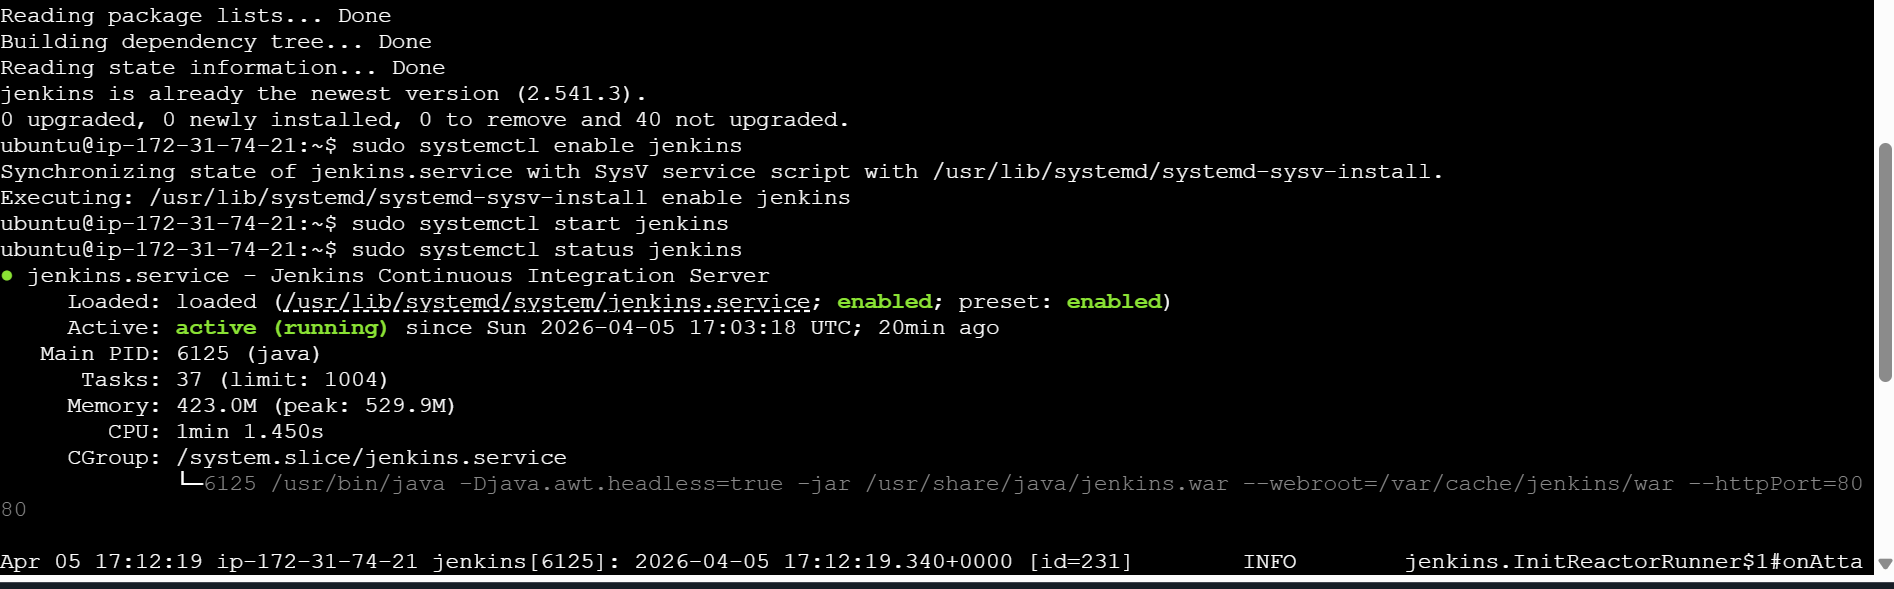 Reading package lists... Done
Building dependency tree... Done
Reading state information... Done
jenkins is already the newest version (2.541.3).
0 upgraded, 0 newly installed, 0 to remove and 40 not upgraded.
ubuntu@ip-172-31-74-21:~$ sudo systemctl enable jenkins
Synchronizing state of jenkins.service with SysV service script with /usr/lib/systemd/systemd-sysv-install.
Executing: /usr/lib/systemd/systemd-sysv-install enable jenkins
ubuntu@ip-172-31-74-21:~$ sudo systemctl start jenkins
ubuntu@ip-172-31-74-21:~$ sudo systemctl status jenkins
● jenkins.service - Jenkins Continuous Integration Server
     Loaded: loaded (/usr/lib/systemd/system/jenkins.service; enabled; preset: enabled)
     Active: active (running) since Sun 2026-04-05 17:03:18 UTC; 20min ago
   Main PID: 6125 (java)
      Tasks: 37 (limit: 1004)
     Memory: 423.0M (peak: 529.9M)
        CPU: 1min 1.450s
     CGroup: /system.slice/jenkins.service
             └─6125 /usr/bin/java -Djava.awt.headless=true -jar /usr/share/java/jenkins.war --webroot=/var/cache/jenkins/war --httpPort=80
80
Apr 05 17:12:19 ip-172-31-74-21 jenkins[6125]: 2026-04-05 17:12:19.340+0000 [id=231]        INFO        jenkins.InitReactorRunner$1#onAtta